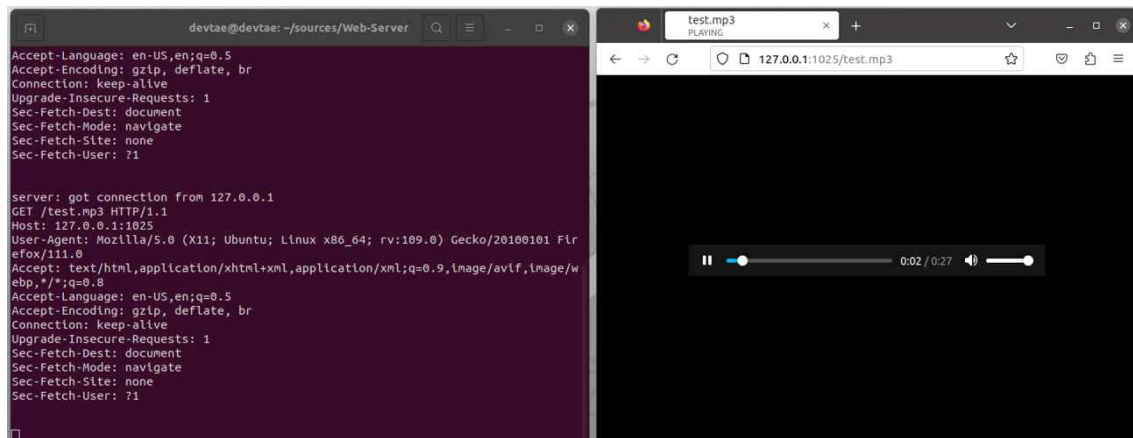 devtae@devtae: ~/sources/Web-Server
Accept-Language: en-US,en;q=0.5
Accept-Encoding: gzip, deflate, br
Connection: keep-alive
Upgrade-Insecure-Requests: 1
Sec-Fetch-Dest: document
Sec-Fetch-Mode: navigate
Sec-Fetch-Site: none
Sec-Fetch-User: ?1
server: got connection from 127.0.0.1
GET /test.mp3 HTTP/1.1
Host: 127.0.0.1:1025
User-Agent: Mozilla/5.0 (X11; Ubuntu; Linux x86_64; rv:109.0) Gecko/20100101 Fir
efox/111.0
Accept: text/html,application/xhtml+xml,application/xml;q=0.9,image/avif,image/w
ebp,*/*;q=0.8
Accept-Language: en-US,en;q=0.5
Accept-Encoding: gzip, deflate, br
Connection: keep-alive
Upgrade-Insecure-Requests: 1
Sec-Fetch-Dest: document
Sec-Fetch-Mode: navigate
Sec-Fetch-Site: none
Sec-Fetch-User: ?1
test.mp3
PLAYING
127.0.0.1:1025/test.mp3
0:02 / 0:27